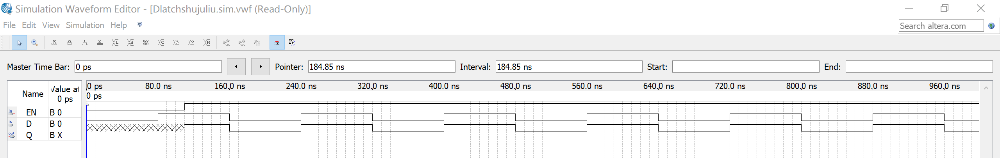 Simulation Waveform Editor - [Dlatchshujuliu.sim.vwf (Read-Only)]
File Edit View Simulation Help
Search altera.com
Master Time Bar: 0 ps Pointer: 184.85 ns Interval: 184.85 ns Start: End:
Name Value at 0 ps
0 ps 80.0 ns 160.0 ns 240.0 ns 320.0 ns 400.0 ns 480.0 ns 560.0 ns 640.0 ns 720.0 ns 800.0 ns 880.0 ns 960.0 ns
0 ps
in EN B 0
in D B 0
out Q B X